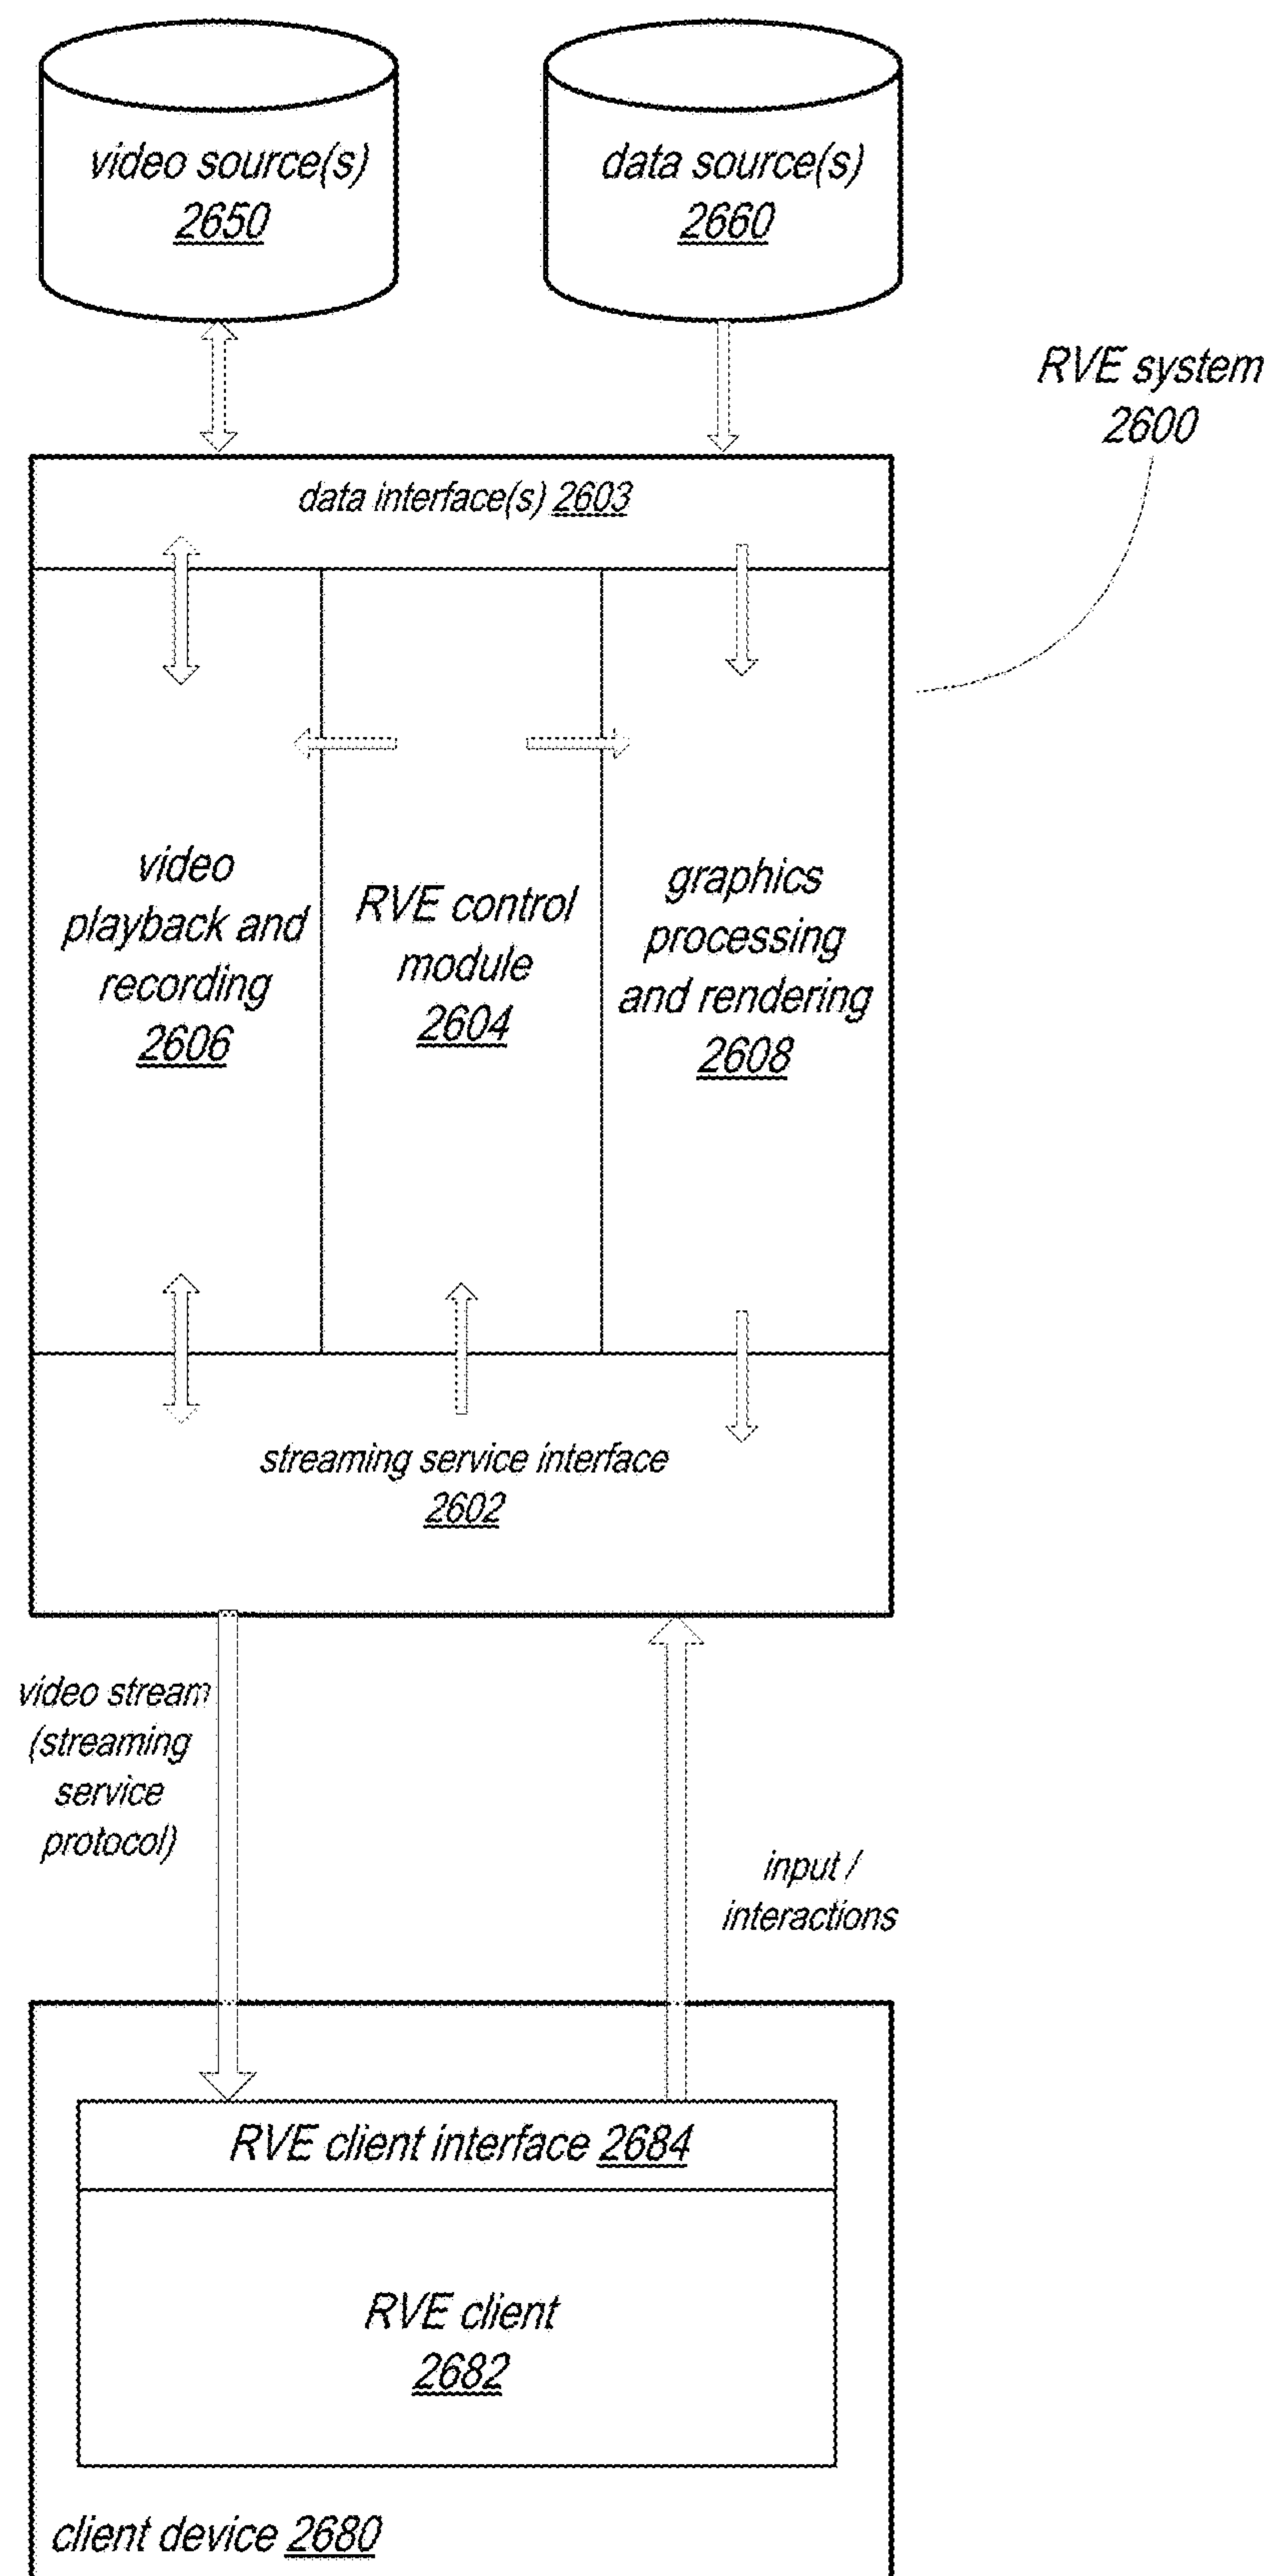 video source(s)
2650
data source(s)
2660
RVE system
2600
data interface(s) 2603
video
playback and
recording
2606
RVE control
module
2604
graphics
processing
and rendering
2608
streaming service interface
2602
video stream
(streaming
service
protocol)
input /
interactions
RVE client interface 2684
RVE client
2682
client device 2680